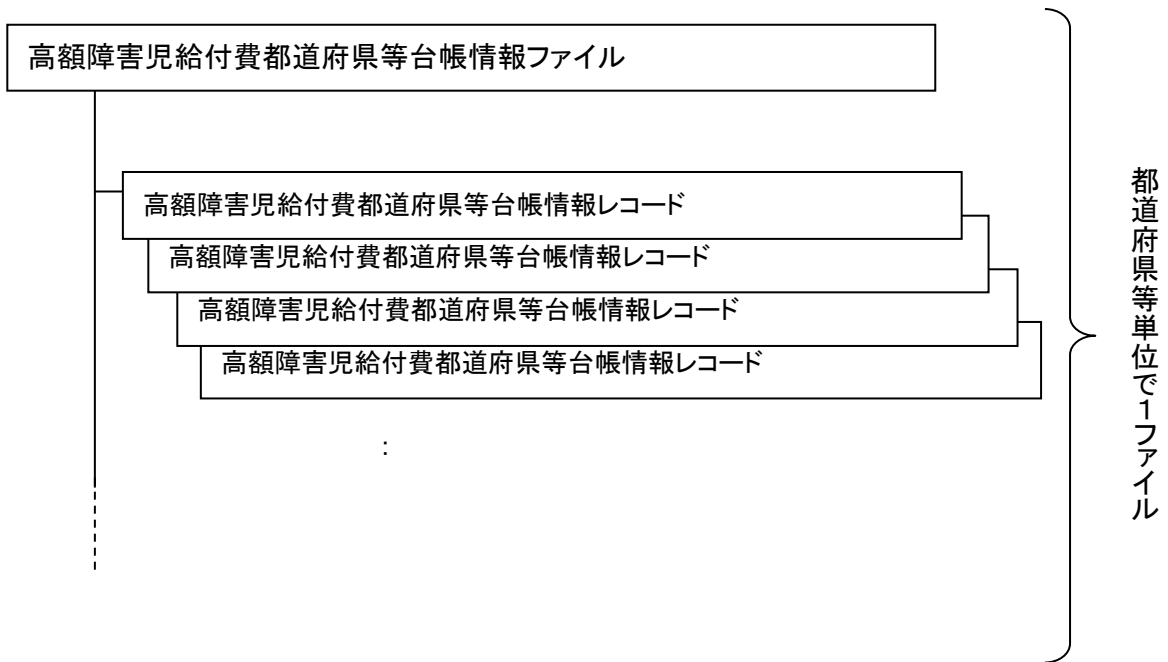 高額障害児給付費都道府県等台帳情報ファイル
高額障害児給付費都道府県等台帳情報レコード
高額障害児給付費都道府県等台帳情報レコード
高額障害児給付費都道府県等台帳情報レコード
高額障害児給付費都道府県等台帳情報レコード
:
都道府県等単位で1ファイル